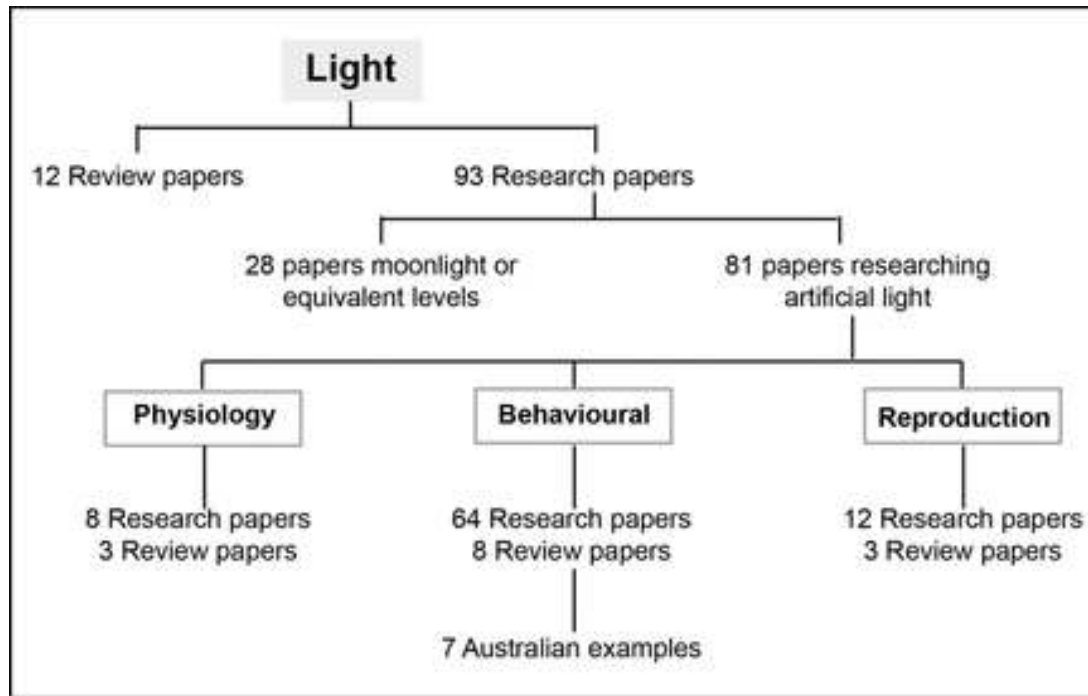 Light
12 Review papers
93 Research papers
28 papers moonlight or
equivalent levels
81 papers researching
artificial light
Physiology
Behavioural
Reproduction
8 Research papers
3 Review papers
64 Research papers
8 Review papers
12 Research papers
3 Review papers
7 Australian examples